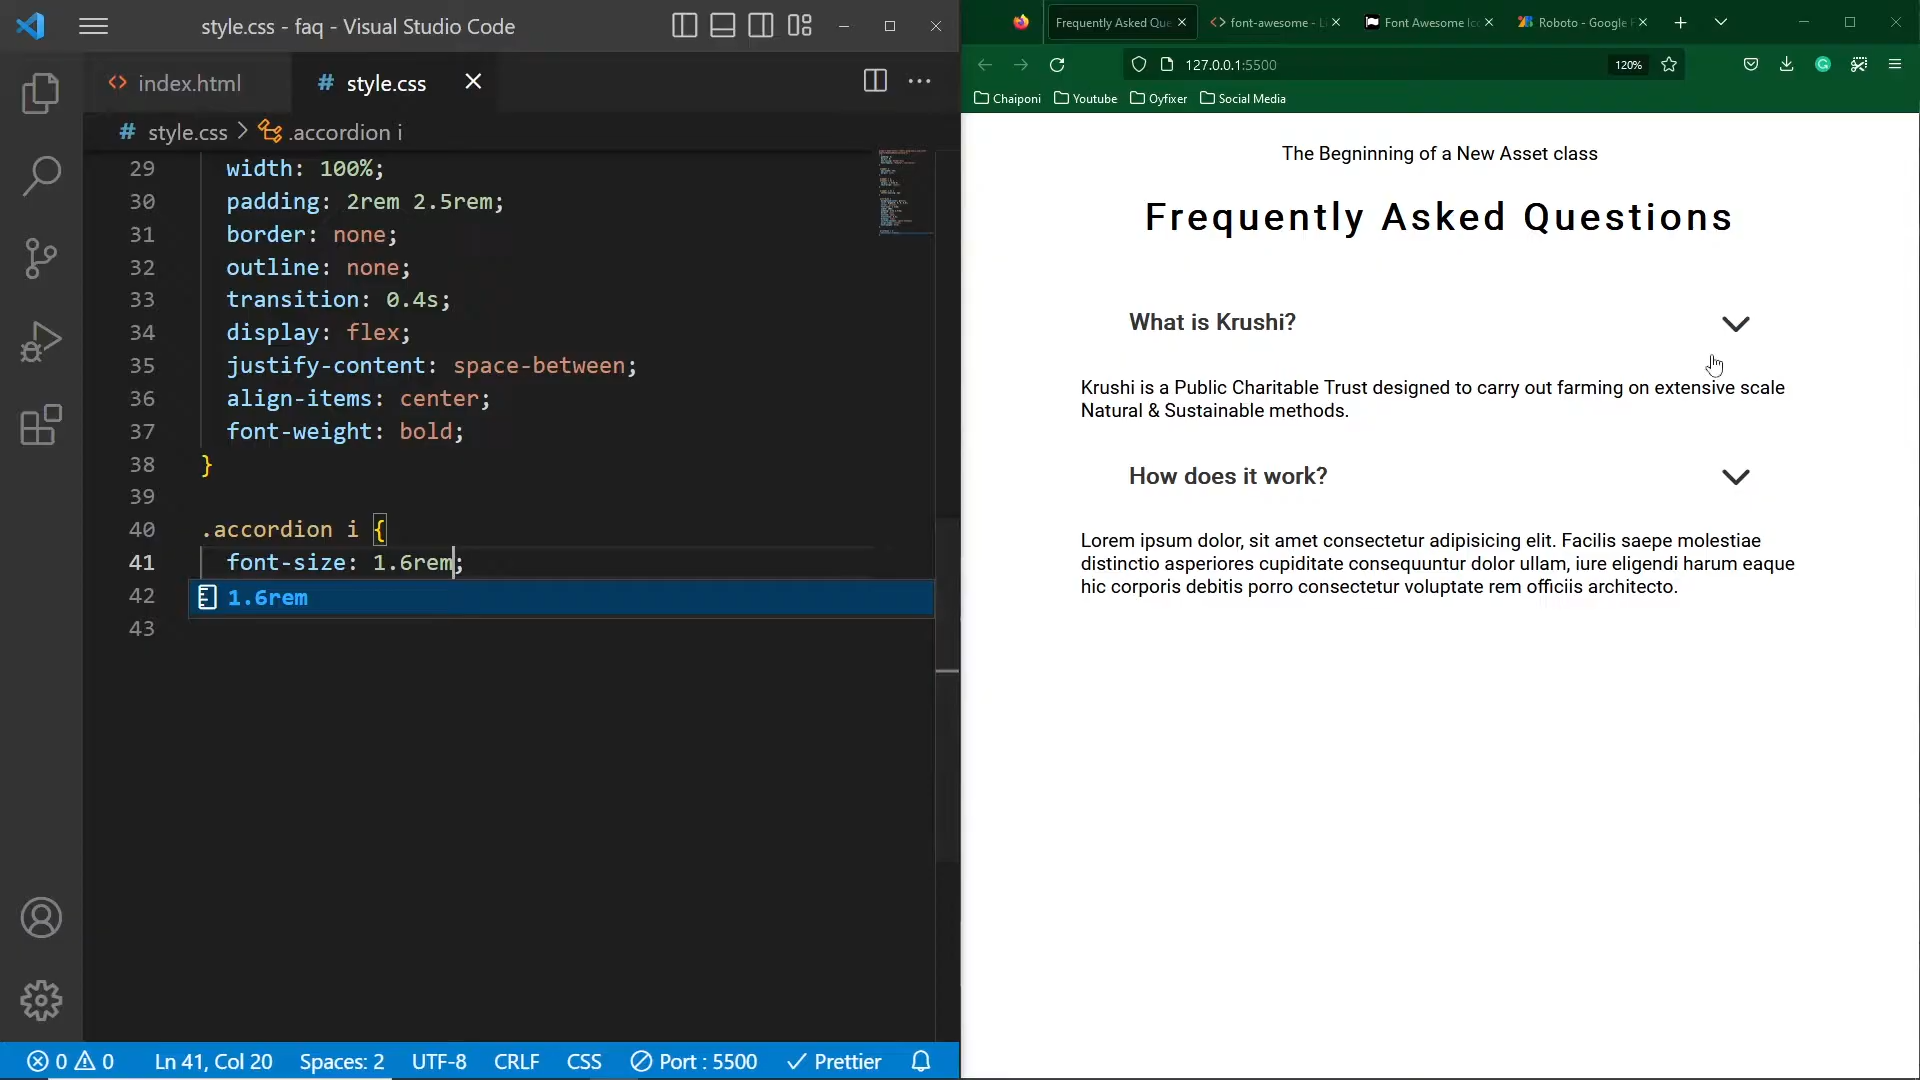 style.css - faq - Visual Studio Code
index.html
# style.css
# style.css > .accordion i
29 width: 100%;
30 padding: 2rem 2.5rem;
31 border: none;
32 outline: none;
33 transition: 0.4s;
34 display: flex;
35 justify-content: space-between;
36 align-items: center;
37 font-weight: bold;
38 }
39
40 .accordion i {
41 font-size: 1.6rem;
42 1.6rem
43
0 0 Ln 41, Col 20 Spaces: 2 UTF-8 CRLF CSS Port : 5500 Prettier
Frequently Asked Que font-awesome - Li Font Awesome Ico Roboto - Google F
127.0.0.1:5500 120%
Chaiponi Youtube Oyfixer Social Media
The Begninning of a New Asset class
Frequently Asked Questions
What is Krushi?
Krushi is a Public Charitable Trust designed to carry out farming on extensive scale
Natural & Sustainable methods.
How does it work?
Lorem ipsum dolor, sit amet consectetur adipisicing elit. Facilis saepe molestiae
distinctio asperiores cupiditate consequuntur dolor ullam, iure eligendi harum eaque
hic corporis debitis porro consectetur voluptate rem officiis architecto.